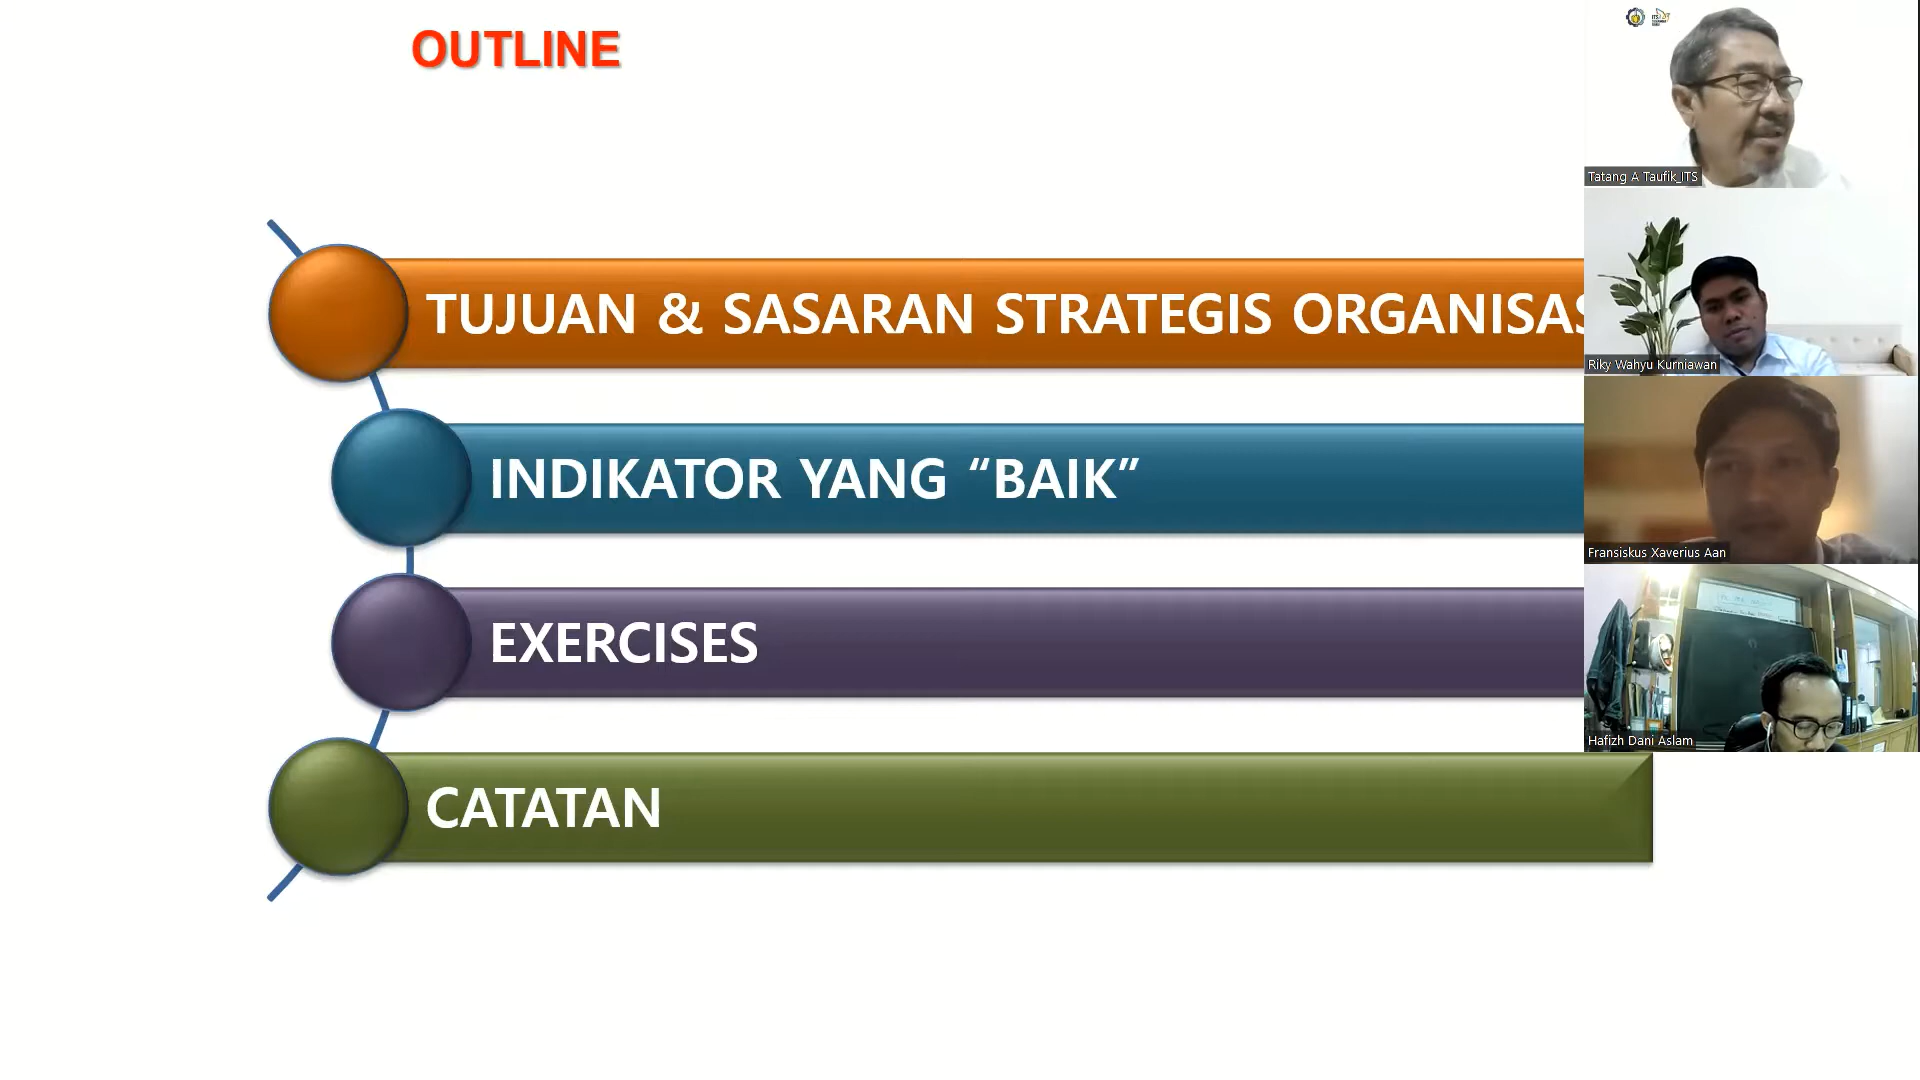 OUTLINE
TUJUAN & SASARAN STRATEGIS ORGANISAS
INDIKATOR YANG “BAIK”
EXERCISES
CATATAN
Tatang A Taufik_ITS
Riky Wahyu Kurniawan
Fransiskus Xaverius Aan
Hafizh Dani Aslam